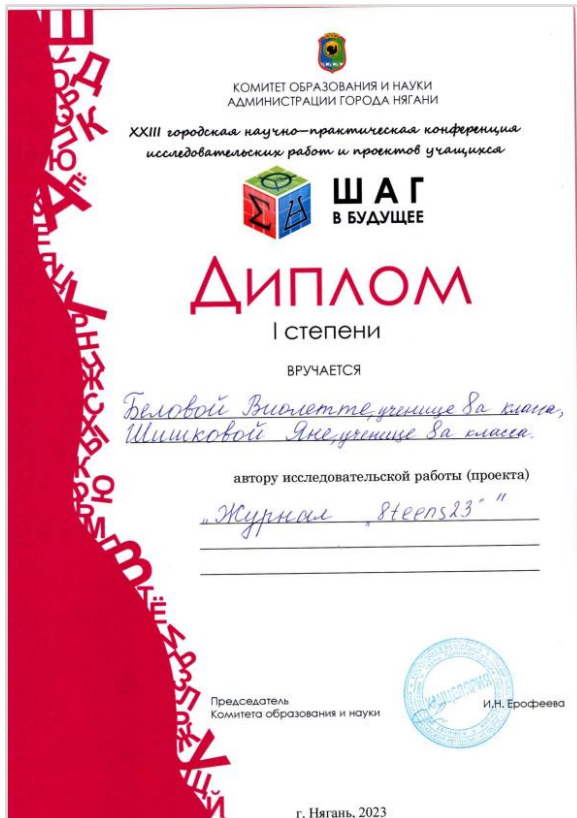 КОМИТЕТ ОБРАЗОВАНИЯ И НАУКИ
АДМИНИСТРАЦИИ ГОРОДА НЯГАНИ
XXIII городская научно-практическая конференция
исследовательских работ и проектов учащихся
ШАГ
В БУДУЩЕЕ
ДИПЛОМ
I степени
ВРУЧАЕТСЯ
Беловой Виолетте, ученице 8а класса,
Шишковой Яне, ученице 8а класса.
автору исследовательской работы (проекта)
„Журнал „8teens23" "
Председатель
Комитета образования и науки
И.Н. Ерофеева
КАНЦЕЛЯРИЯ
г. Нягань, 2023